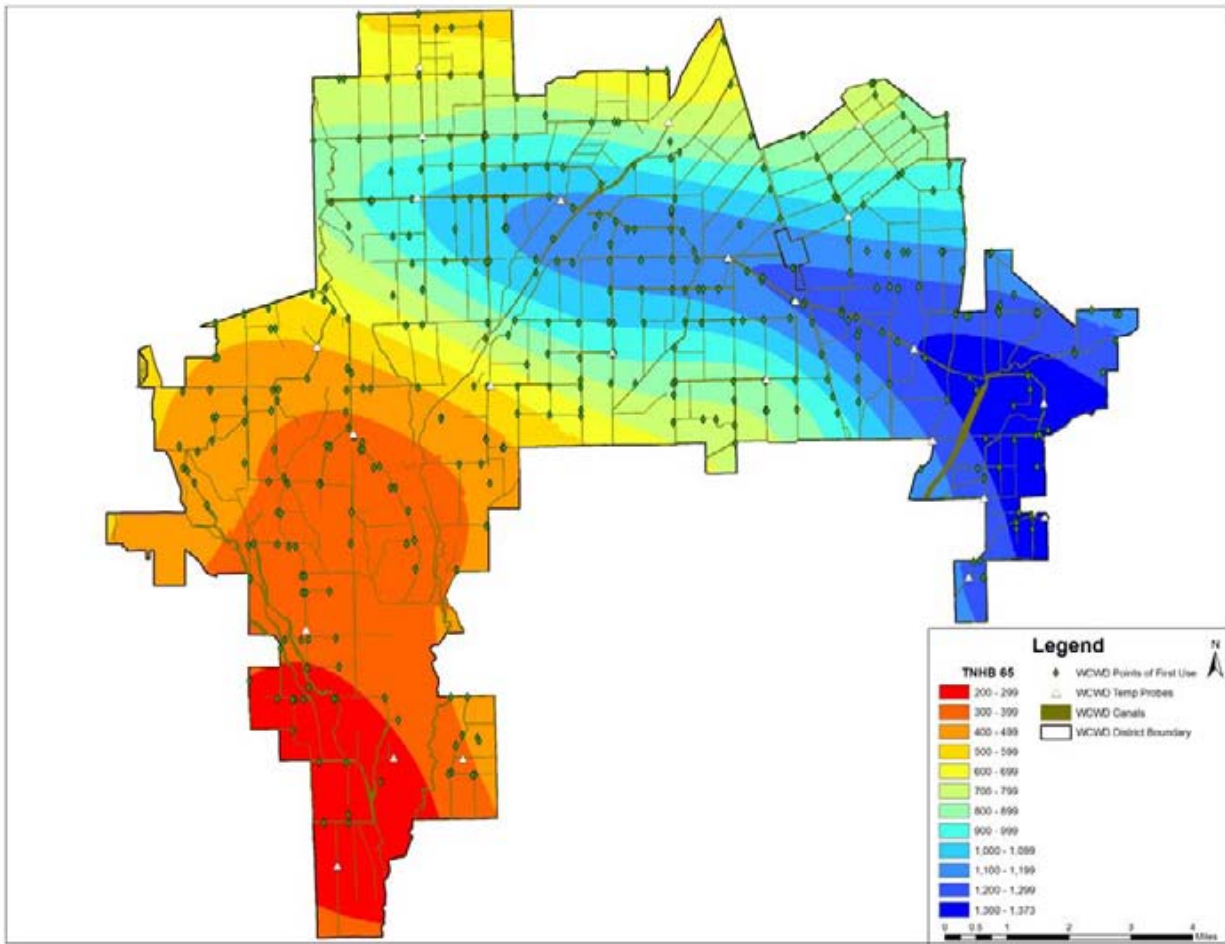 Legend
N
TNHB 65
200 - 299
300 - 399
400 - 499
500 - 599
600 - 699
700 - 799
800 - 899
900 - 999
1,000 - 1,099
1,100 - 1,199
1,200 - 1,299
1,300 - 1,373
WCWD Points of First Use
WCWD Temp Probes
WCWD Canals
WCWD District Boundary
0 0.5 1 2 3 4
Miles